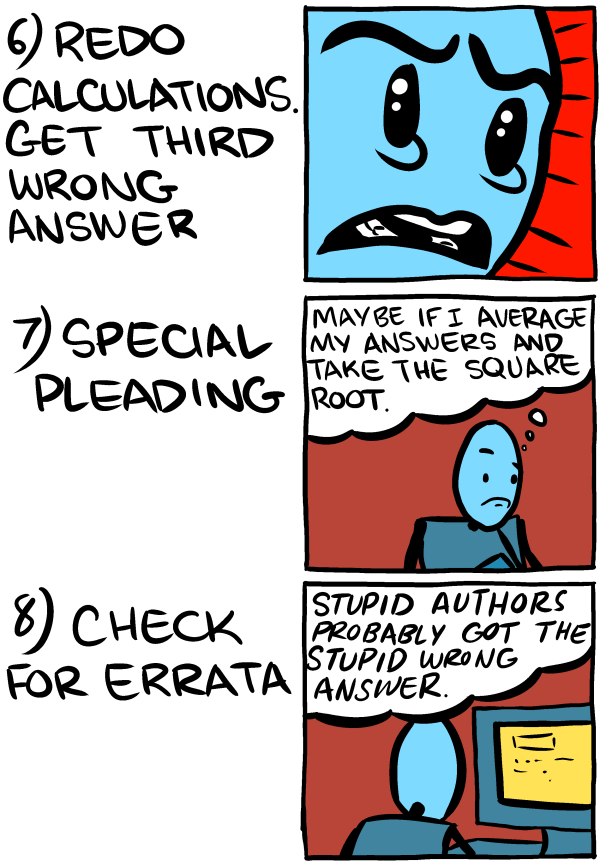 6) REDO
CALCULATIONS.
GET THIRD
WRONG
ANSWER
7) SPECIAL
PLEADING
MAYBE IF I AVERAGE
MY ANSWERS AND
TAKE THE SQUARE
ROOT.
8) CHECK
FOR ERRATA
STUPID AUTHORS
PROBABLY GOT THE
STUPID WRONG
ANSWER.